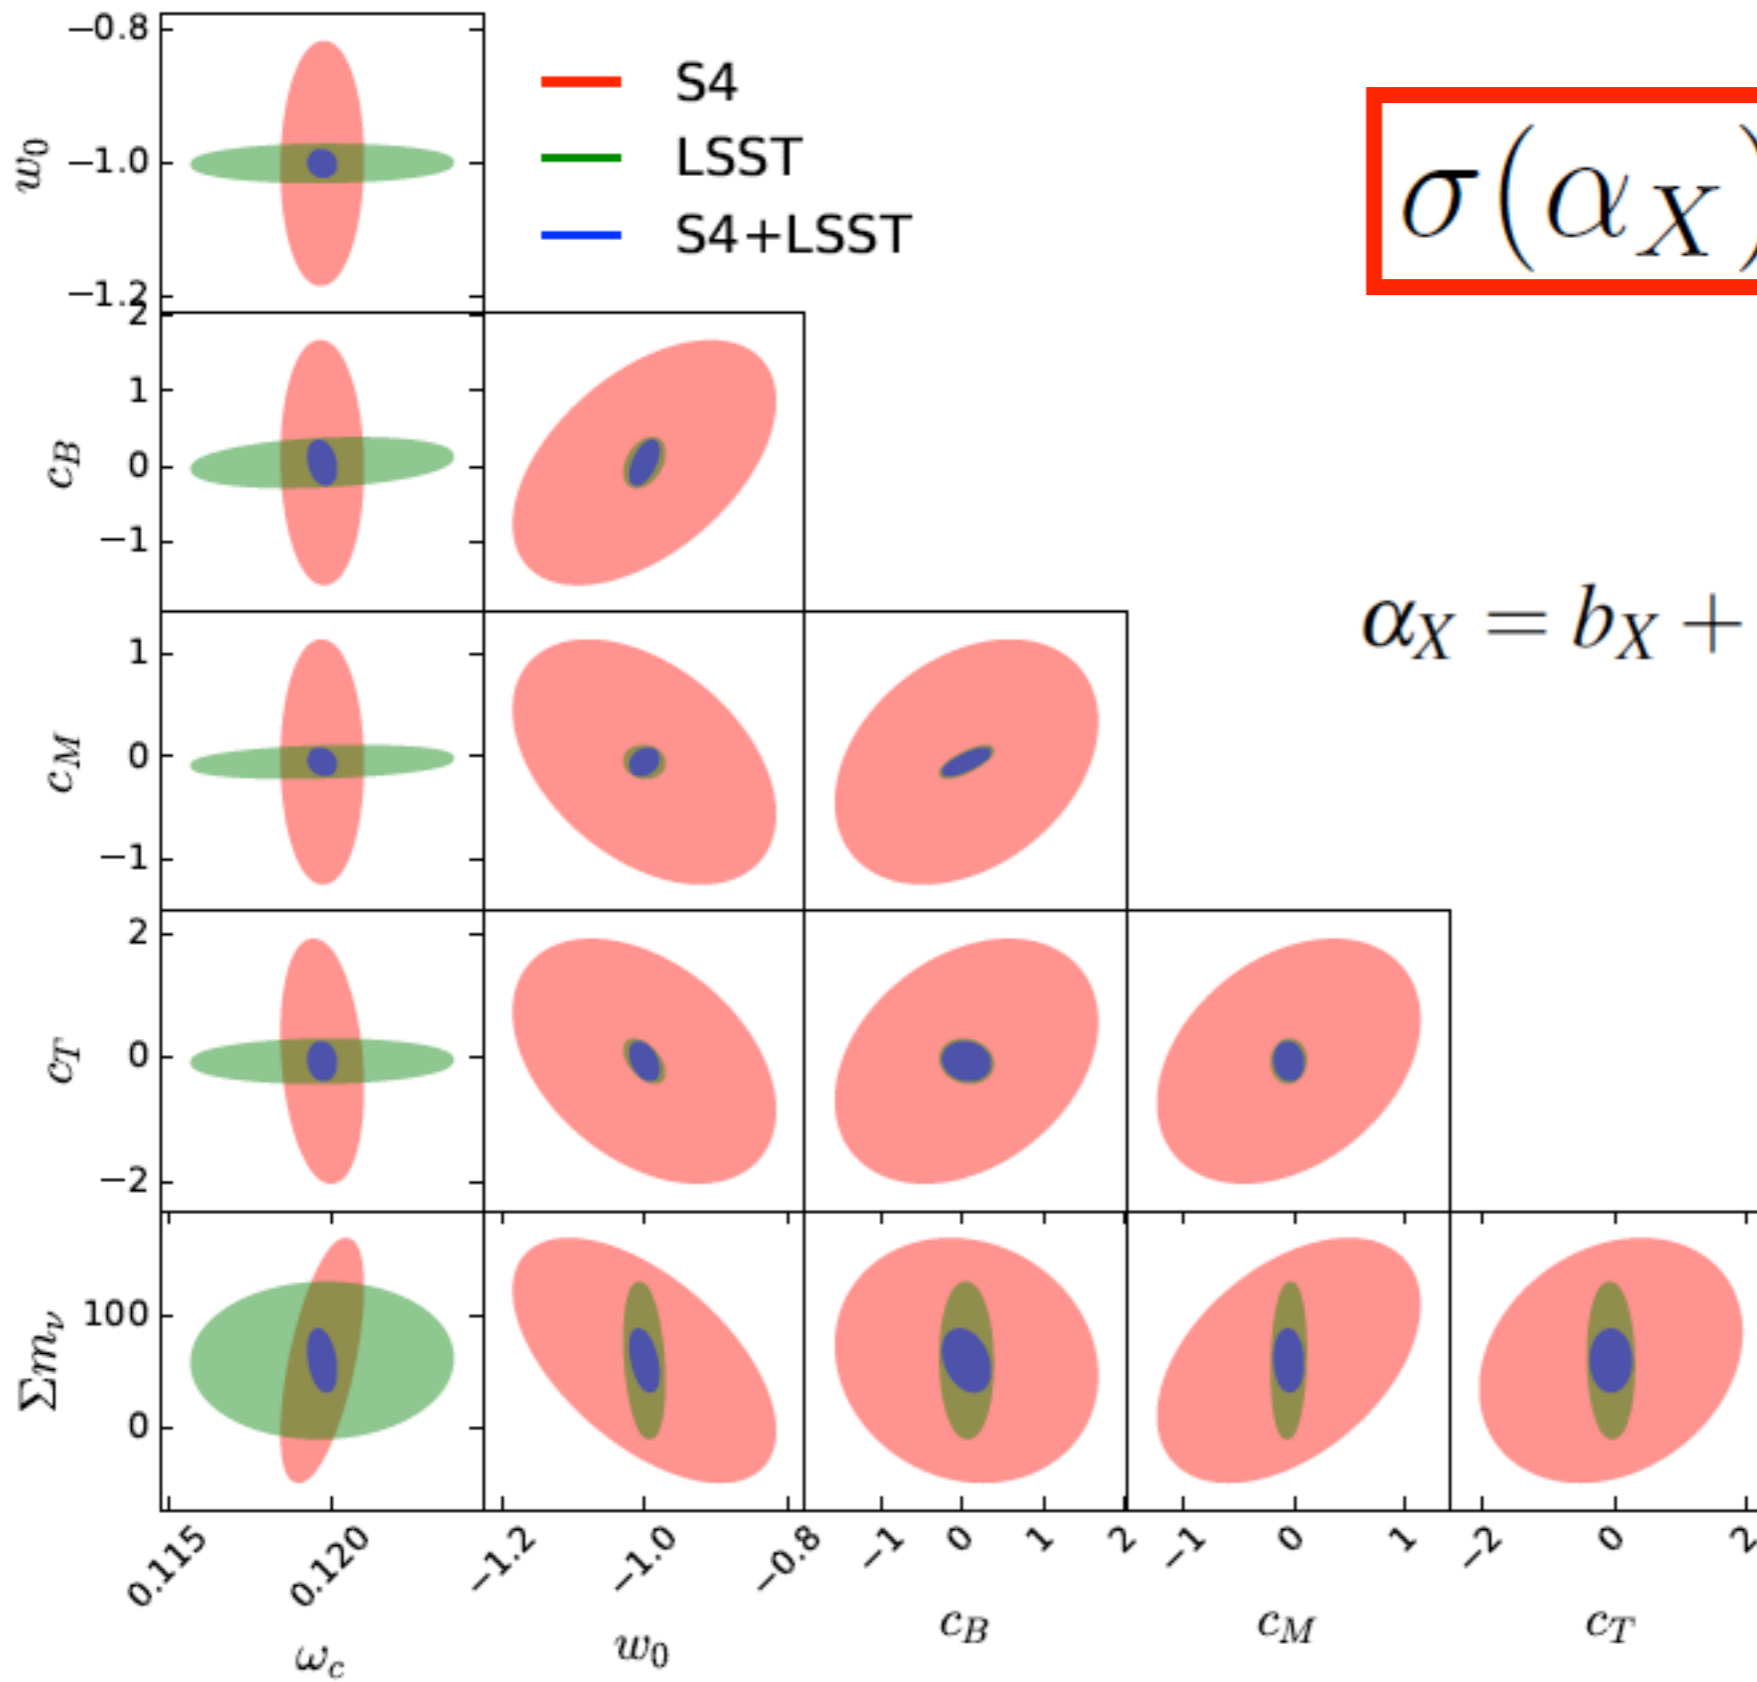 S4
LSST
S4+LSST
σ(α_X)
α_X = b_X +
w_0
−0.8
−1.0
−1.2
c_B
2
1
0
−1
c_M
1
0
−1
c_T
2
0
−2
Σm_ν
100
0
0.115 0.120 −1.2 −1.0 −0.8 −1 0 1 2 −1 0 1 −2 0 2
ω_c w_0 c_B c_M c_T